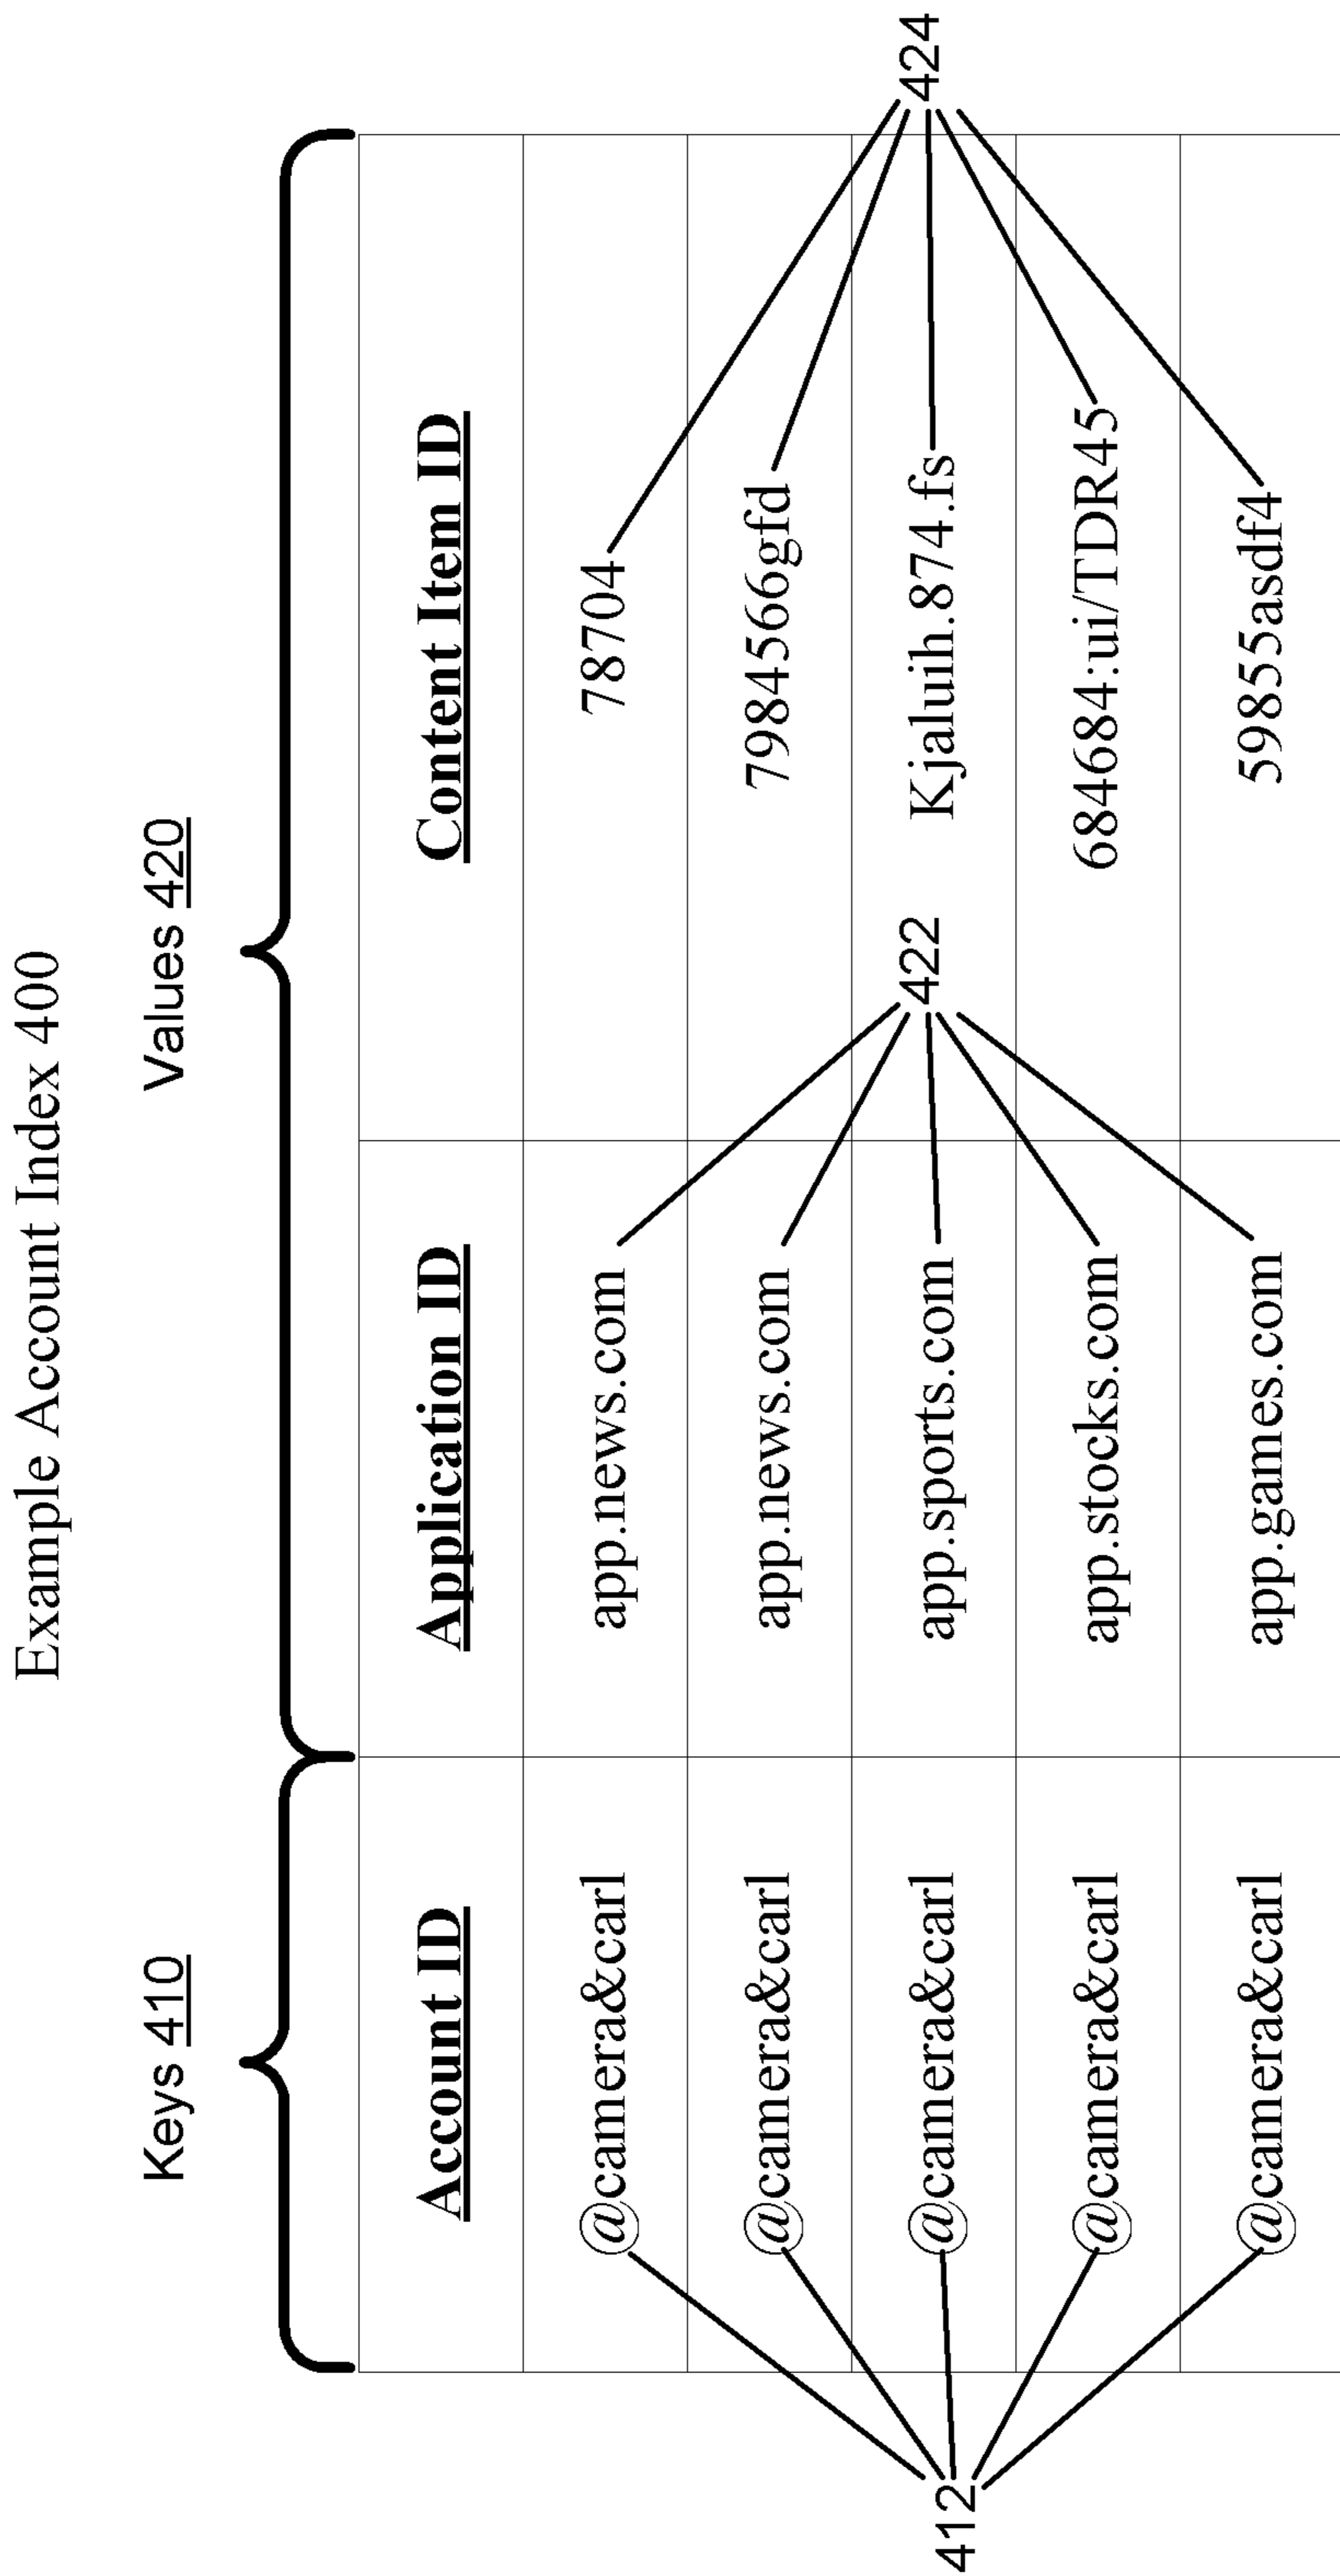 Example Account Index 400
Keys 410 Values 420
Account ID Application ID Content Item ID
@camera&carl app.news.com 78704
@camera&carl app.news.com 7984566gfd
412 @camera&carl app.sports.com 422 Kjaluih.874.fs 424
@camera&carl app.stocks.com 684684:ui/TDR45
@camera&carl app.games.com 59855asdf4